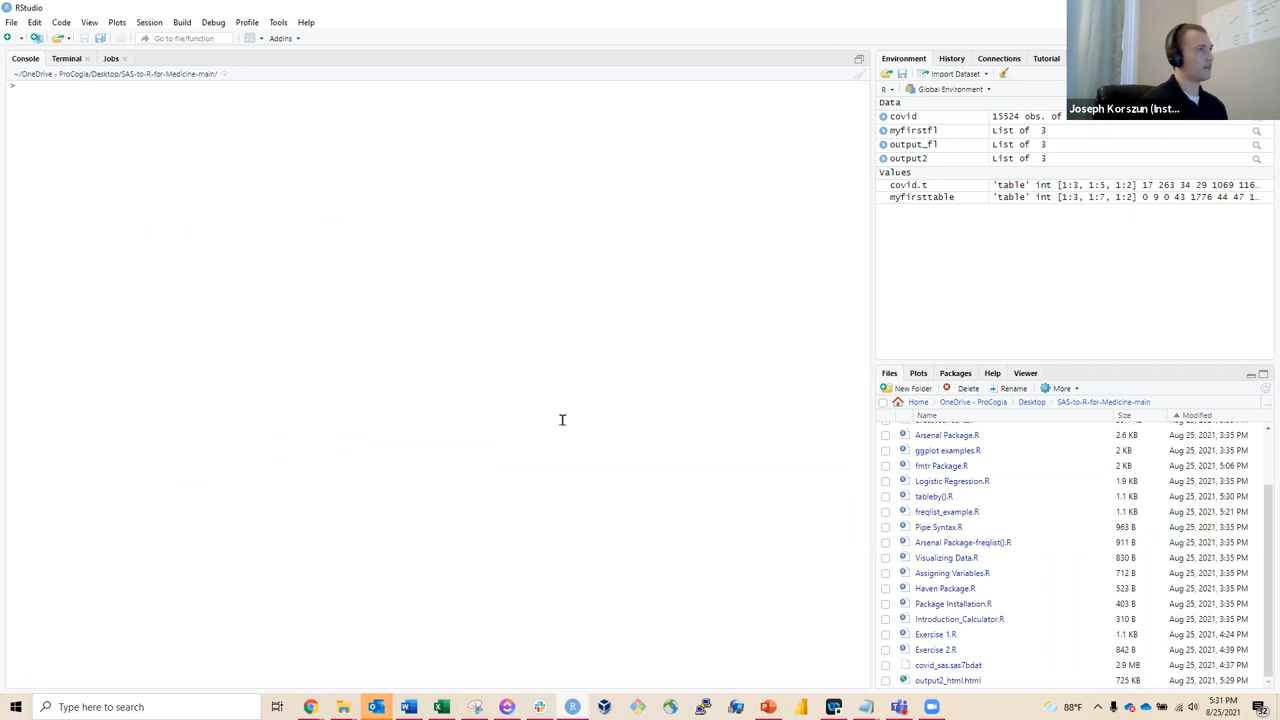 RStudio
File Edit Code View Plots Session Build Debug Profile Tools Help
Go to file/function Addins
Console Terminal Jobs
~/OneDrive - ProCogia/Desktop/SAS-to-R-for-Medicine-main/
>
Environment History Connections Tutorial
Import Dataset
R Global Environment
Joseph Korszun (Inst...
Data
covid 15524 obs. of
myfirstfl List of 3
output_fl List of 3
output2 List of 3
Values
covid.t 'table' int [1:3, 1:5, 1:2] 17 263 34 29 1069 116…
myfirsttable 'table' int [1:3, 1:7, 1:2] 0 9 0 43 1776 44 47 1…
Files Plots Packages Help Viewer
New Folder Delete Rename More
Home OneDrive - ProCogia Desktop SAS-to-R-for-Medicine-main ...
Name Size Modified
Aug 25, 2021, 3:35 PM
Arsenal Package.R 2.6 KB Aug 25, 2021, 3:35 PM
ggplot examples.R 2 KB Aug 25, 2021, 3:35 PM
fmtr Package.R 2 KB Aug 25, 2021, 5:06 PM
Logistic Regression.R 1.9 KB Aug 25, 2021, 3:35 PM
tableby().R 1.1 KB Aug 25, 2021, 5:30 PM
freqlist_example.R 1.1 KB Aug 25, 2021, 5:21 PM
Pipe Syntax.R 963 B Aug 25, 2021, 3:35 PM
Arsenal Package-freqlist().R 911 B Aug 25, 2021, 3:35 PM
Visualizing Data.R 830 B Aug 25, 2021, 3:35 PM
Assigning Variables.R 712 B Aug 25, 2021, 3:35 PM
Haven Package.R 523 B Aug 25, 2021, 3:35 PM
Package Installation.R 403 B Aug 25, 2021, 3:35 PM
Introduction_Calculator.R 310 B Aug 25, 2021, 3:35 PM
Exercise 1.R 1.1 KB Aug 25, 2021, 4:24 PM
Exercise 2.R 842 B Aug 25, 2021, 4:39 PM
covid_sas.sas7bdat 2.9 MB Aug 25, 2021, 4:37 PM
output2_html.html 725 KB Aug 25, 2021, 5:29 PM
Type here to search
88°F
5:31 PM
8/25/2021
32